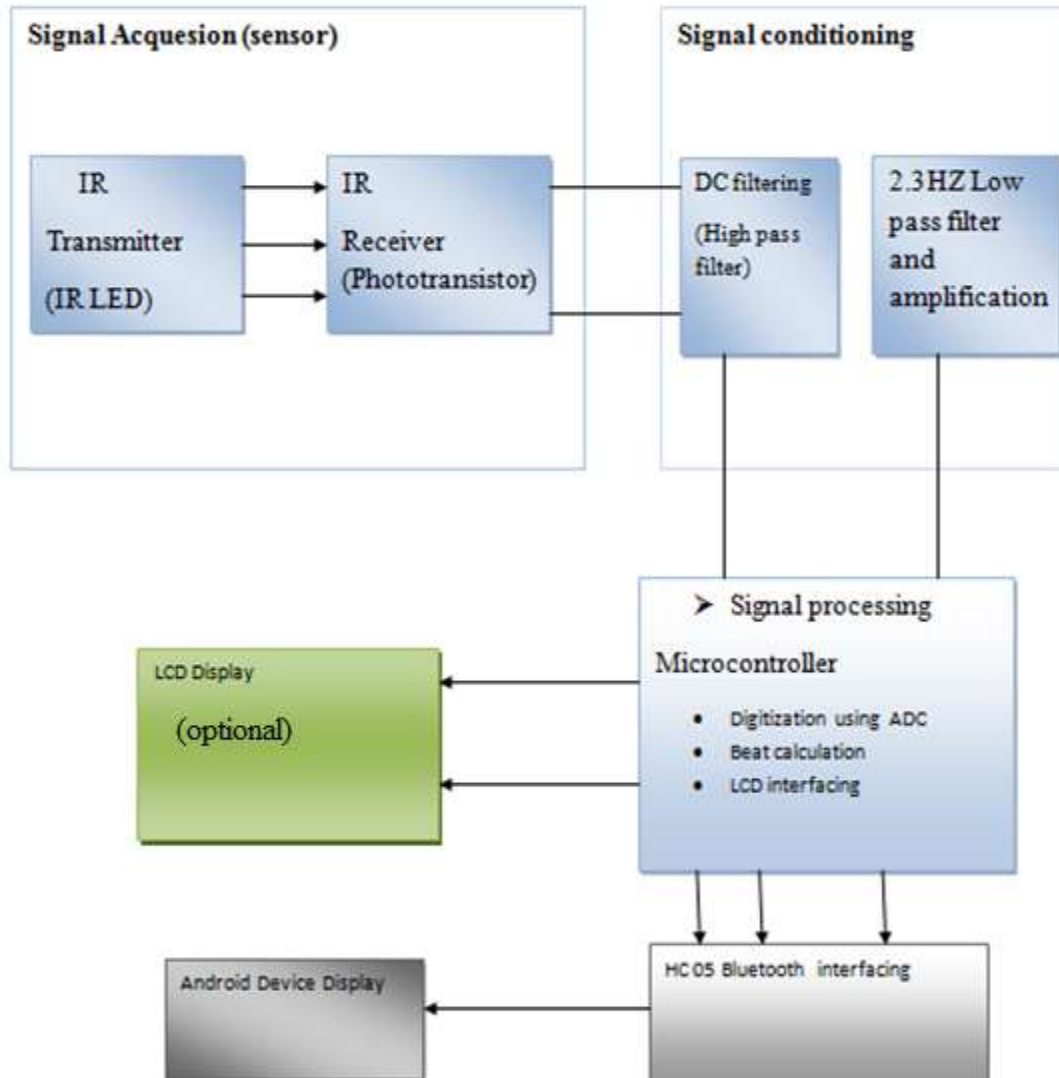 Signal Acquesion (sensor)
IR
Transmitter
(IR LED)
IR
Receiver
(Phototransistor)
Signal conditioning
DC filtering
(High pass
filter)
2.3HZ Low
pass filter
and
amplification
➤ Signal processing
Microcontroller
• Digitization using ADC
• Beat calculation
• LCD interfacing
LCD Display
(optional)
HC 05 Bluetooth interfacing
Android Device Display